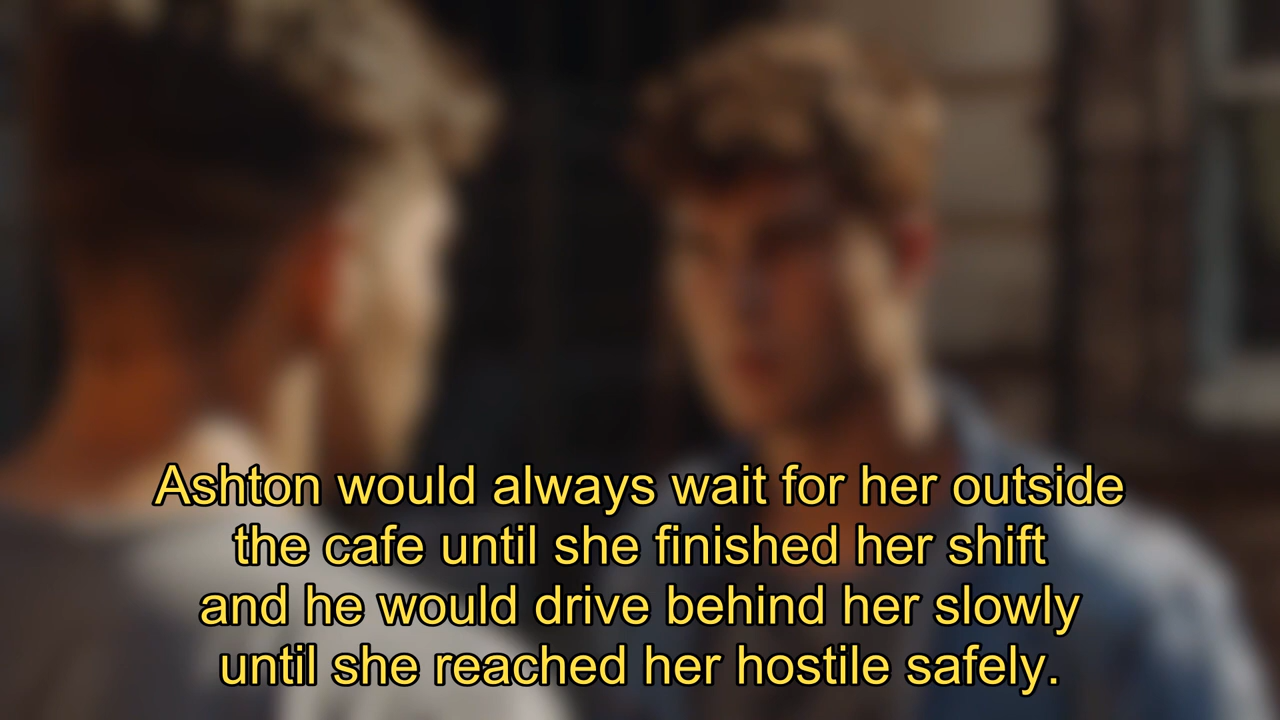 Ashton would always wait for her outside
the cafe until she finished her shift
and he would drive behind her slowly
until she reached her hostile safely.